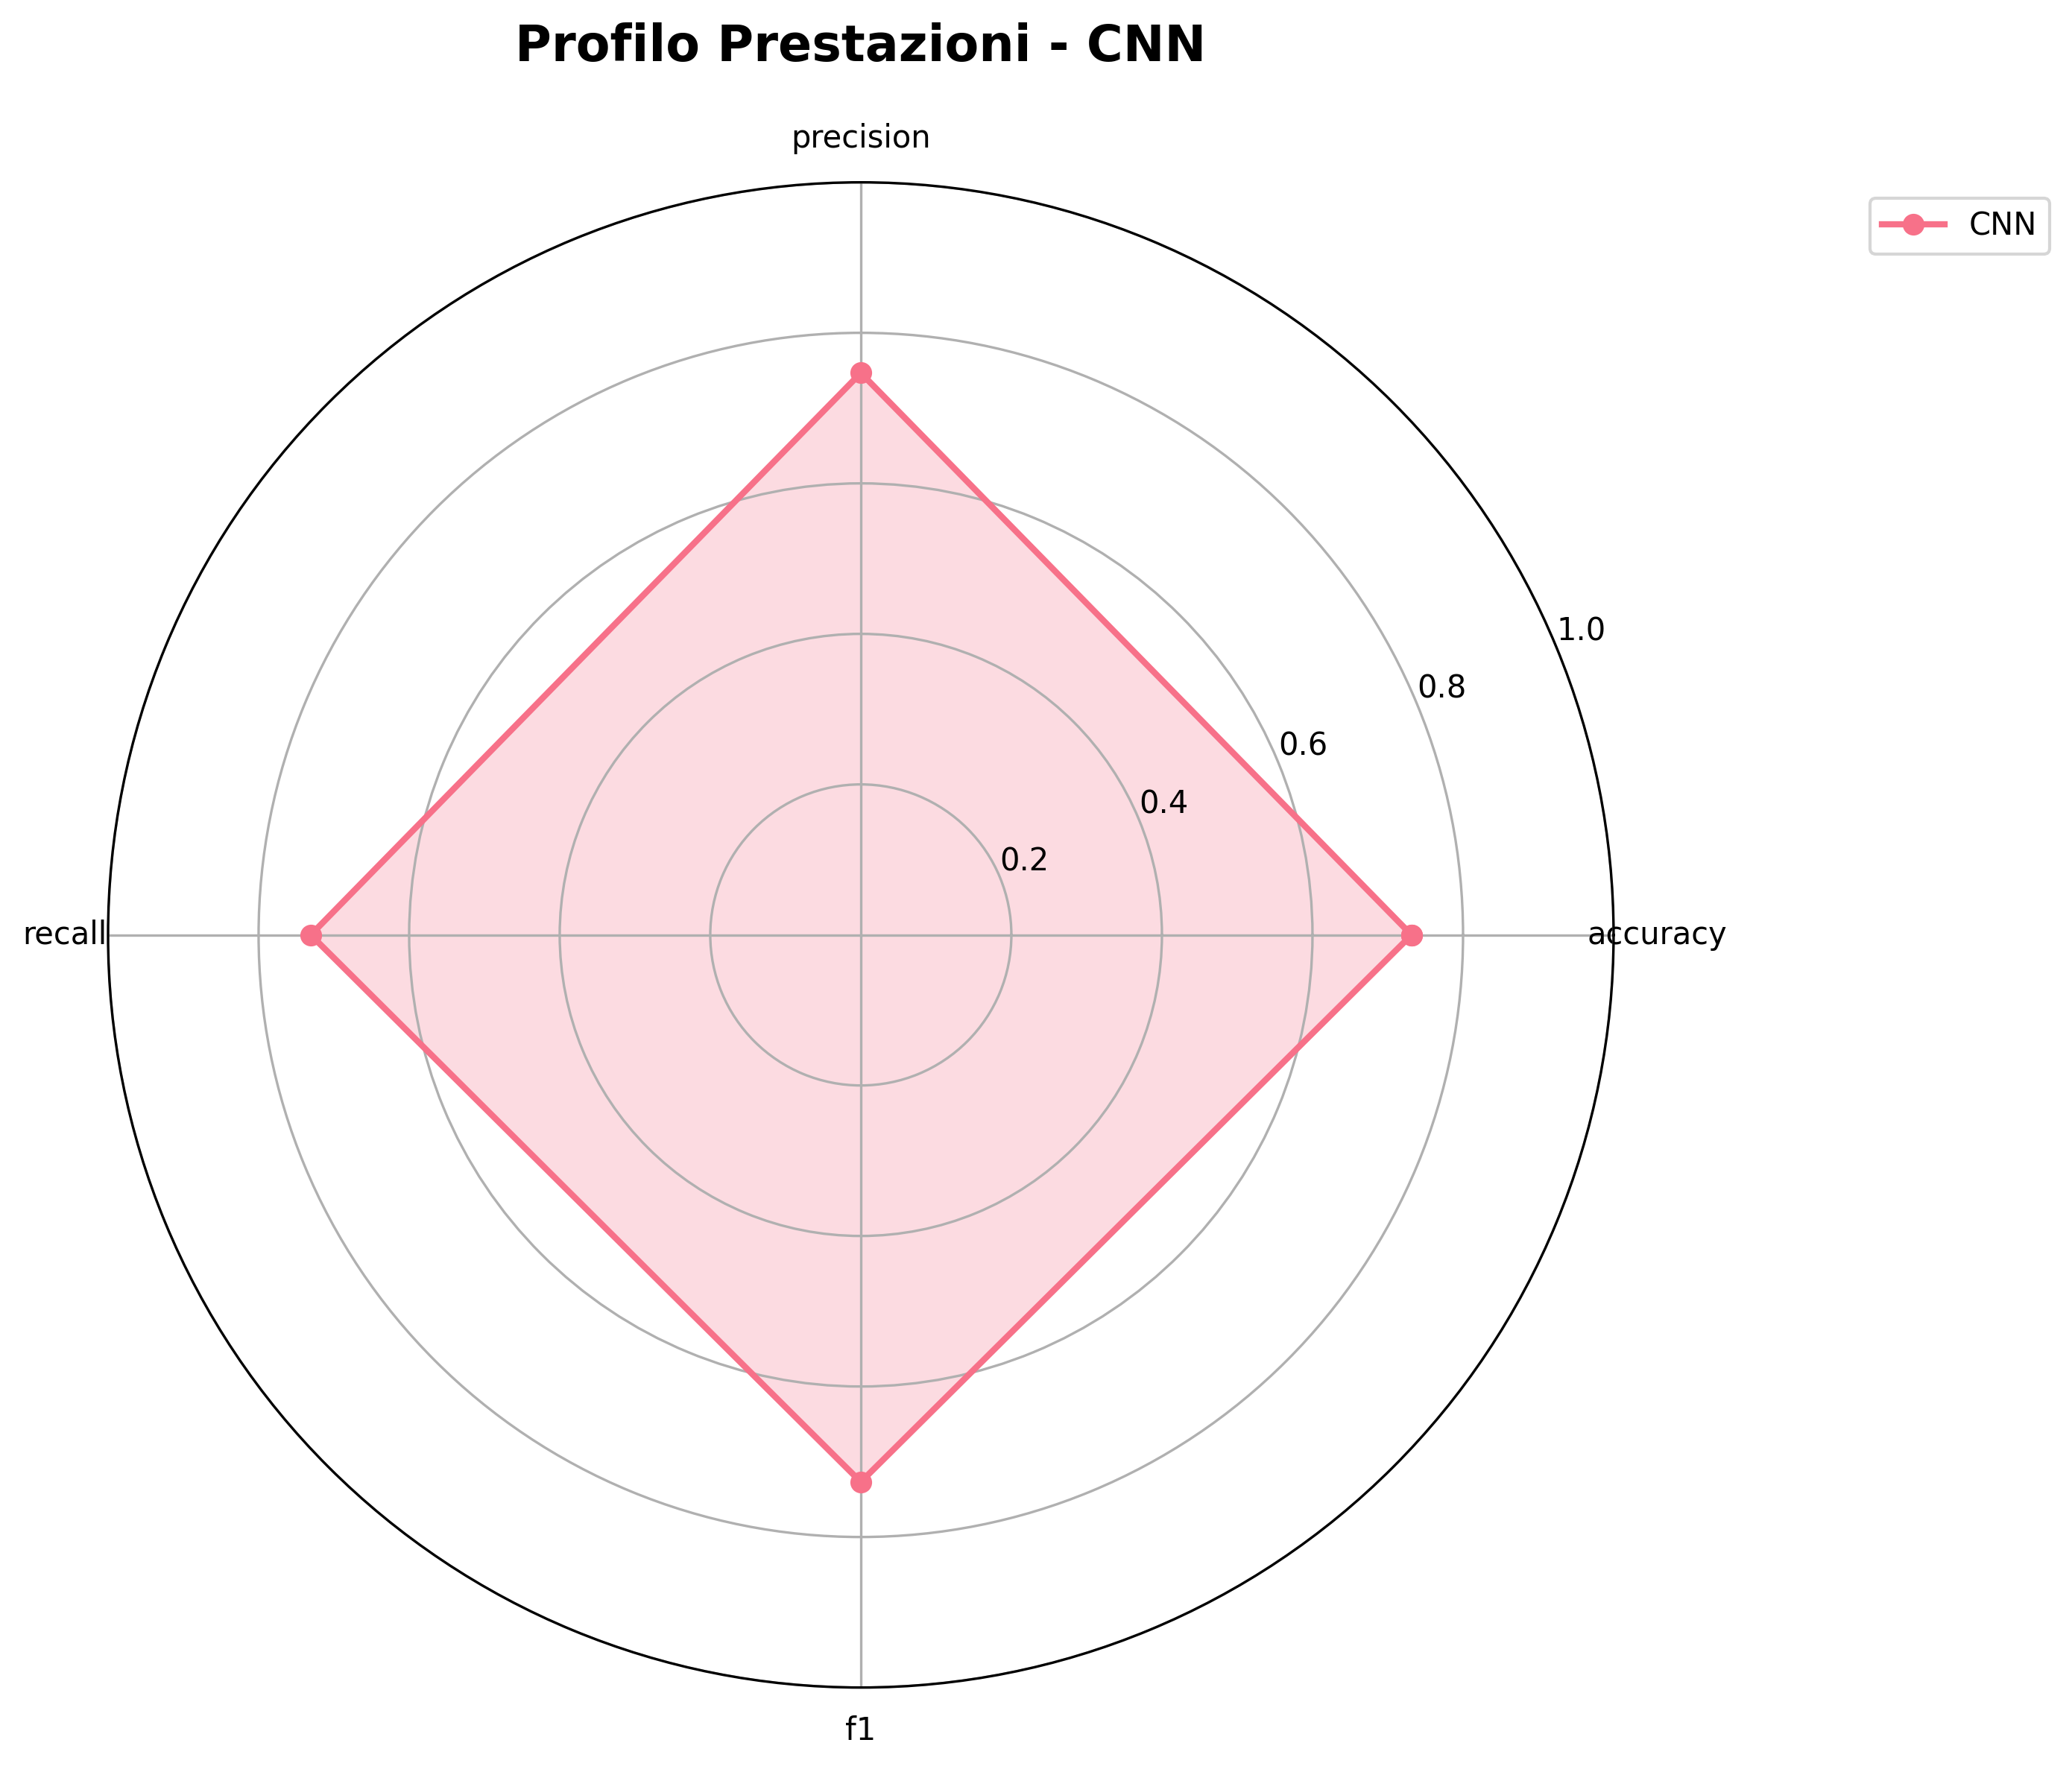 Profilo Prestazioni - CNN
precision
CNN
1.0
0.8
0.6
0.4
0.2
recall
accuracy
f1